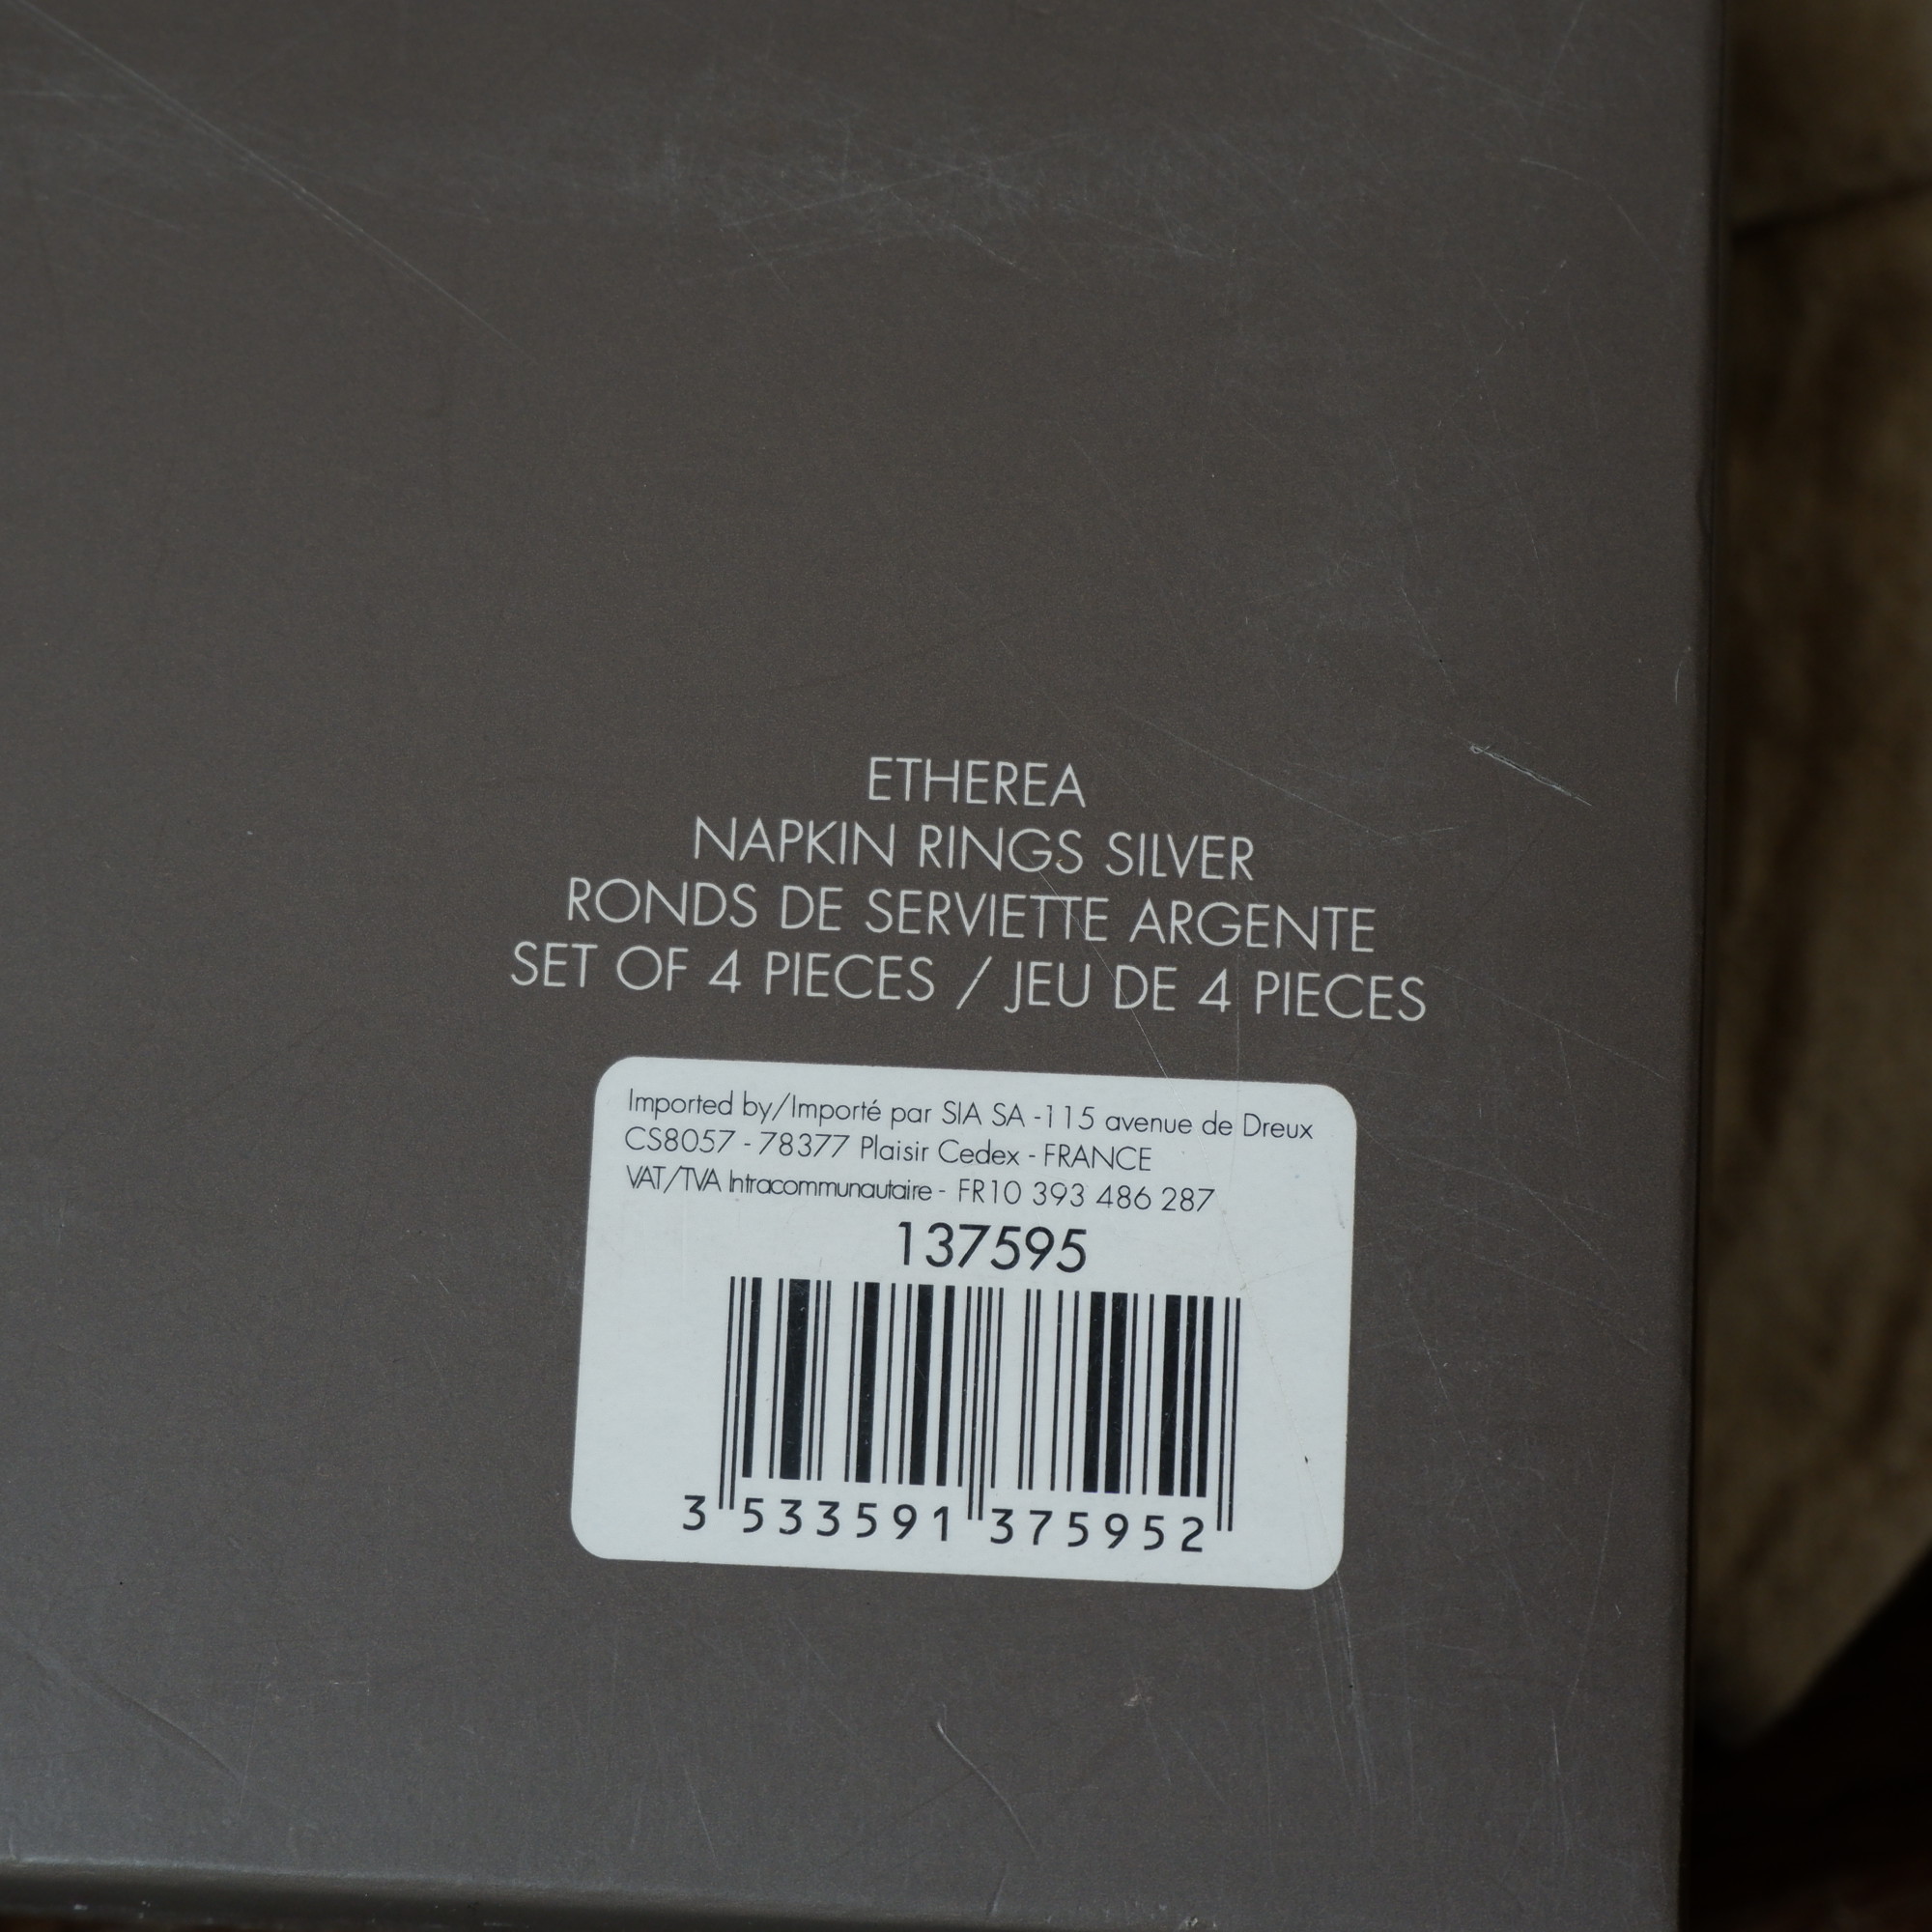 ETHEREA
NAPKIN RINGS SILVER
RONDS DE SERVIETTE ARGENTE
SET OF 4 PIECES / JEU DE 4 PIECES
Imported by/Importé par SIA SA -115 avenue de Dreux
CS8057 - 78377 Plaisir Cedex - FRANCE
VAT/TVA Intracommunautaire - FR10 393 486 287
137595
3 533591 375952